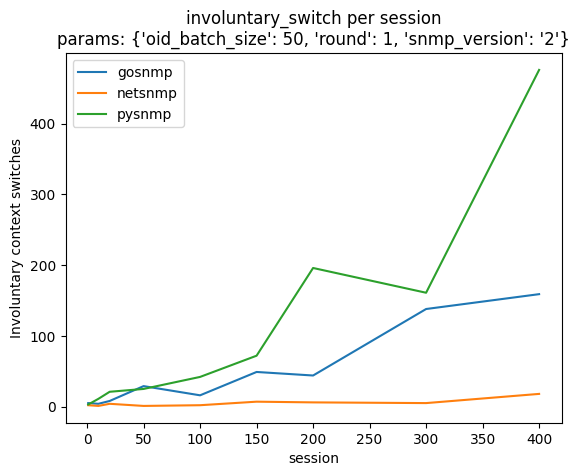 involuntary_switch per session
params: {'oid_batch_size': 50, 'round': 1, 'snmp_version': '2'}
gosnmp
netsnmp
pysnmp
Involuntary context switches
400
300
200
100
0
0 50 100 150 200 250 300 350 400
session